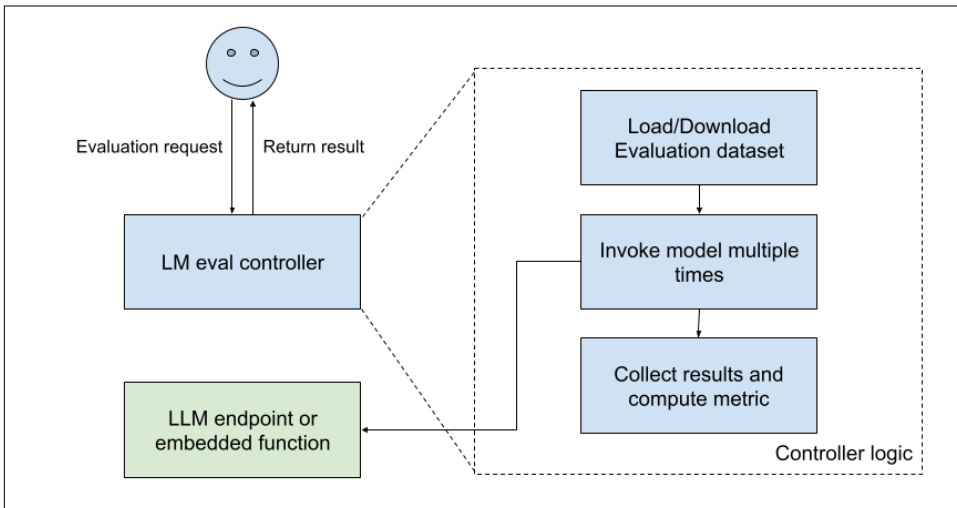 Evaluation request
Return result
LM eval controller
LLM endpoint or
embedded function
Load/Download
Evaluation dataset
Invoke model multiple
times
Collect results and
compute metric
Controller logic